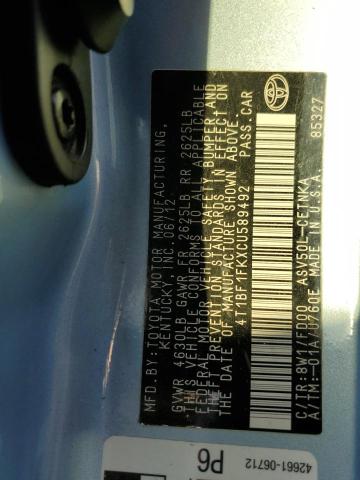 MFD.BY:TOYOTA MOTOR MANUFACTURING,
KENTUCKY,INC.06/12
GVWR 4630LB GAWR FR 2625LB RR 2625LB
THIS VEHICLE CONFORMS TO ALL APPLICABLE
FEDERAL MOTOR VEHICLE SAFETY, BUMPER AND
THEFT PREVENTION STANDARDS IN EFFECT ON
THE DATE OF MANUFACTURE SHOWN ABOVE.
4T1BF1FKXCU589492 PASS.CAR
C/TR:8W1/FD00 ASV50L-CETNKA
A/TM:-01A/U760E MADE IN U.S.A. 85327
42661-06712
P6